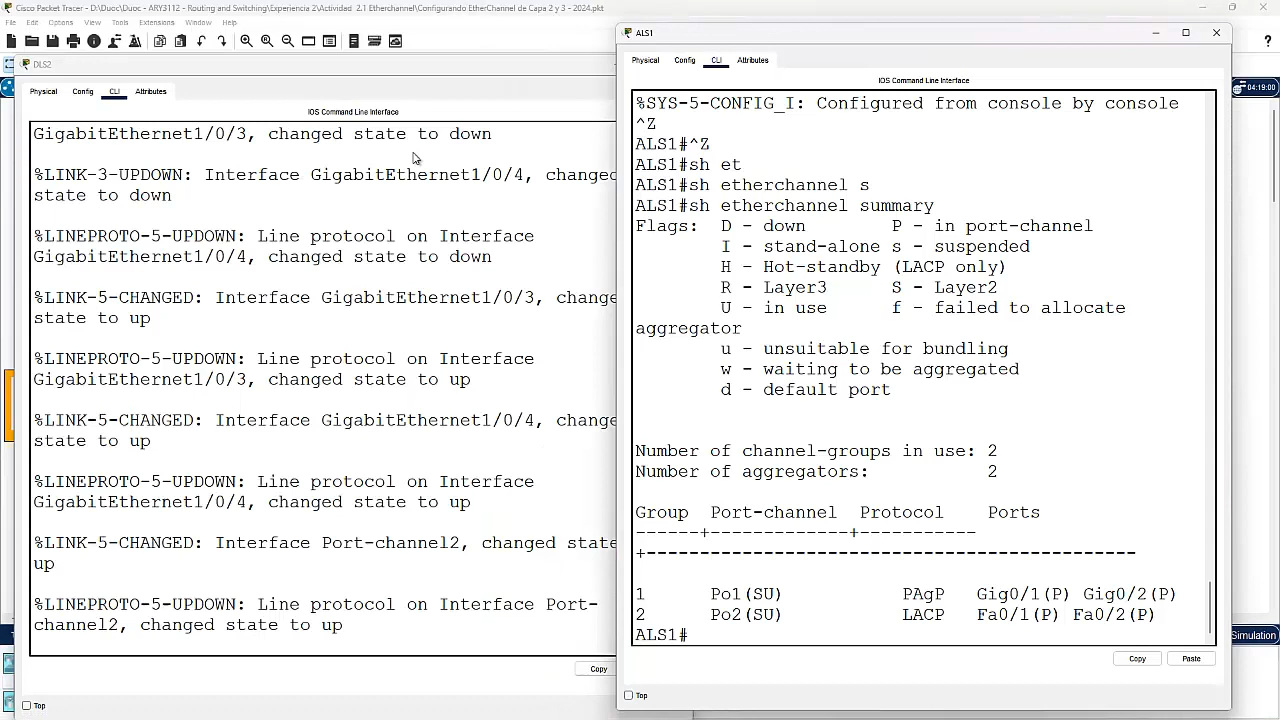 Cisco Packet Tracer - D:\Duoc\Duoc - ARY3112 - Routing and Switching\Experiencia 2\Actividad 2.1 Etherchannel\Configurando EtherChannel de Capa 2 y 3 - 2024.pkt
File Edit Options View Tools Extensions Window Help
?
04:19:00
DLS2
Physical Config CLI Attributes
IOS Command Line Interface
GigabitEthernet1/0/3, changed state to down
%LINK-3-UPDOWN: Interface GigabitEthernet1/0/4, changed
state to down
%LINEPROTO-5-UPDOWN: Line protocol on Interface
GigabitEthernet1/0/4, changed state to down
%LINK-5-CHANGED: Interface GigabitEthernet1/0/3, change
state to up
%LINEPROTO-5-UPDOWN: Line protocol on Interface
GigabitEthernet1/0/3, changed state to up
%LINK-5-CHANGED: Interface GigabitEthernet1/0/4, change
state to up
%LINEPROTO-5-UPDOWN: Line protocol on Interface
GigabitEthernet1/0/4, changed state to up
%LINK-5-CHANGED: Interface Port-channel2, changed state
up
%LINEPROTO-5-UPDOWN: Line protocol on Interface Port-
channel2, changed state to up
Copy
Top
ALS1
Physical Config CLI Attributes
IOS Command Line Interface
%SYS-5-CONFIG_I: Configured from console by console
^Z
ALS1#^Z
ALS1#sh et
ALS1#sh etherchannel s
ALS1#sh etherchannel summary
Flags: D - down P - in port-channel
I - stand-alone s - suspended
H - Hot-standby (LACP only)
R - Layer3 S - Layer2
U - in use f - failed to allocate
aggregator
u - unsuitable for bundling
w - waiting to be aggregated
d - default port
Number of channel-groups in use: 2
Number of aggregators: 2
Group Port-channel Protocol Ports
------+-------------+-----------
+----------------------------------------------
1 Po1(SU) PAgP Gig0/1(P) Gig0/2(P)
2 Po2(SU) LACP Fa0/1(P) Fa0/2(P)
ALS1#
Copy Paste
Top
Simulation